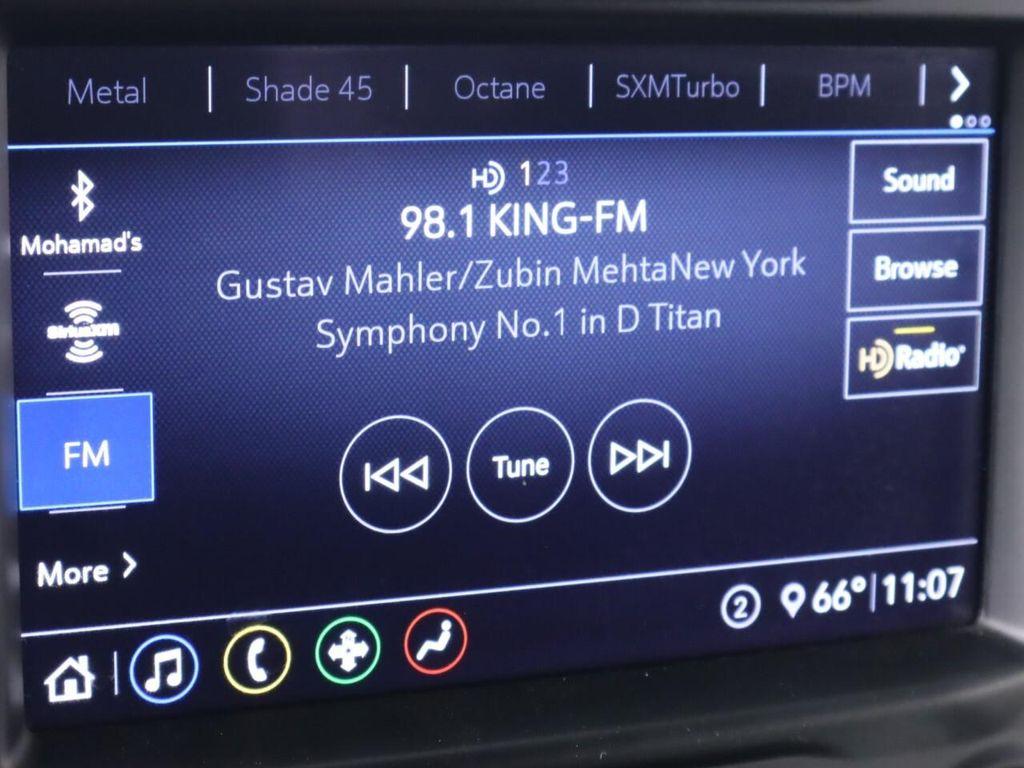 Metal | Shade 45 | Octane | SXMTurbo | BPM
HD 123
98.1 KING-FM
Gustav Mahler/Zubin MehtaNew York
Symphony No.1 in D Titan
Mohamad's
SiriusXM
FM
More
Tune
Sound
Browse
HD Radio
2 66° | 11:07